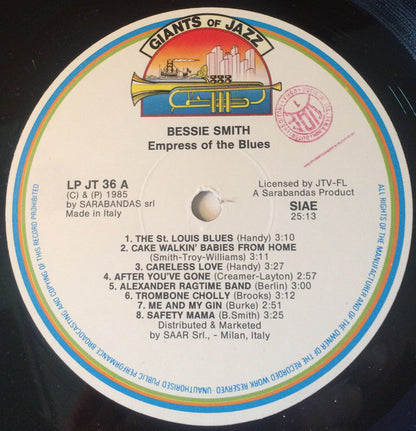 GIANTS OF JAZZ
BESSIE SMITH
Empress of the Blues
LP JT 36 A
(C) & (P) 1985
by SARABANDAS srl
Made in Italy
Licensed by JTV-FL
A Sarabandas Product
SIAE
25:13
1. THE St. LOUIS BLUES (Handy) 3:10
2. CAKE WALKIN' BABIES FROM HOME
(Smith-Troy-Williams) 3:11
3. CARELESS LOVE (Handy) 3:27
4. AFTER YOU'VE GONE (Creamer-Layton) 2:57
5. ALEXANDER RAGTIME BAND (Berlin) 3:00
6. TROMBONE CHOLLY (Brooks) 3:12
7. ME AND MY GIN (Burke) 2:51
8. SAFETY MAMA (B.Smith) 3:25
Distributed & Marketed
by SAAR Srl., - Milan, Italy
ALL RIGHTS OF THE MANUFACTURER AND OF THE OWNER OF THE RECORDED WORK RESERVED - UNAUTHORISED PUBLIC PERFORMANCE BROADCASTING AND COPYING OF THIS RECORD PROHIBITED